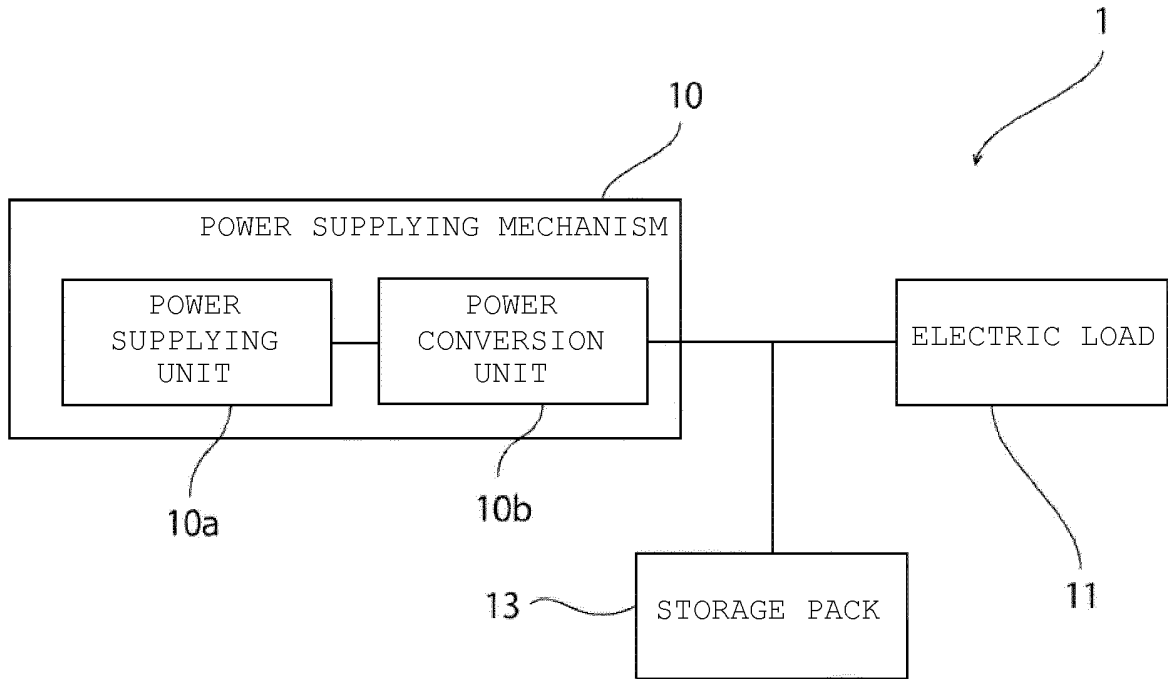 1
10
POWER SUPPLYING MECHANISM
POWER
SUPPLYING
UNIT
POWER
CONVERSION
UNIT
ELECTRIC LOAD
10a
10b
11
13
STORAGE PACK